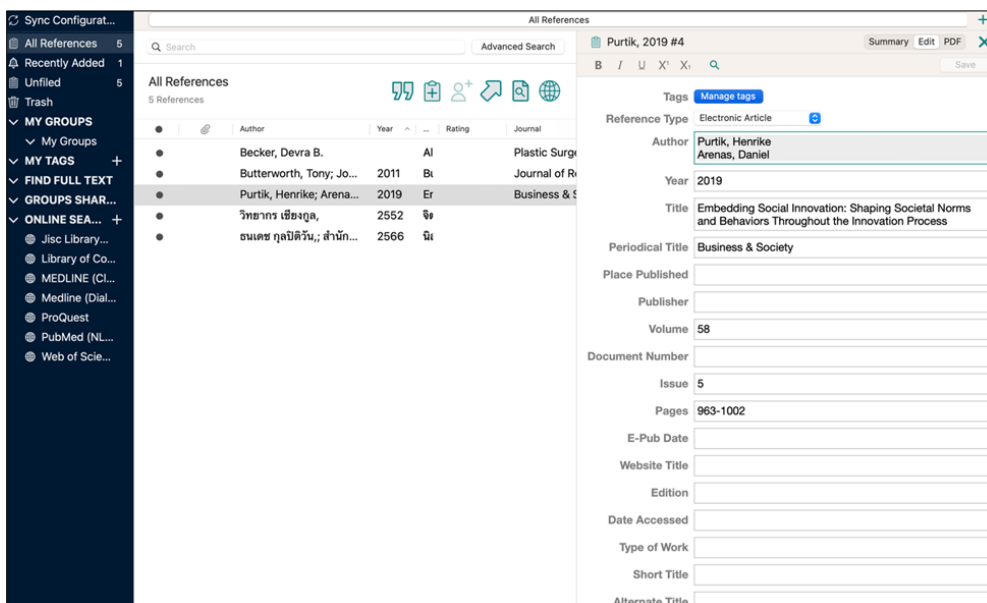 Sync Configurat...
All References 5
Recently Added 1
Unfiled 5
Trash
MY GROUPS
My Groups
MY TAGS +
FIND FULL TEXT
GROUPS SHAR...
ONLINE SEA... +
Jisc Library...
Library of Co...
MEDLINE (Cl...
Medline (Dial...
ProQuest
PubMed (NL...
Web of Scie...
All References
Search
Advanced Search
All References
5 References
Author Year ... Rating Journal
Becker, Devra B. Al Plastic Surge
Butterworth, Tony; Jo... 2011 Bu Journal of Re
Purtik, Henrike; Arena... 2019 Er Business & S
วิทยากร เชียงกูล, 2552 จิต
ธนเดช กุลปิติวัน,; สำนัก... 2566 นิเ
Purtik, 2019 #4 Summary Edit PDF
B I U X¹ X₁ Save
Tags Manage tags
Reference Type Electronic Article
Author Purtik, Henrike
Arenas, Daniel
Year 2019
Title Embedding Social Innovation: Shaping Societal Norms
and Behaviors Throughout the Innovation Process
Periodical Title Business & Society
Place Published
Publisher
Volume 58
Document Number
Issue 5
Pages 963-1002
E-Pub Date
Website Title
Edition
Date Accessed
Type of Work
Short Title
Alternate Title